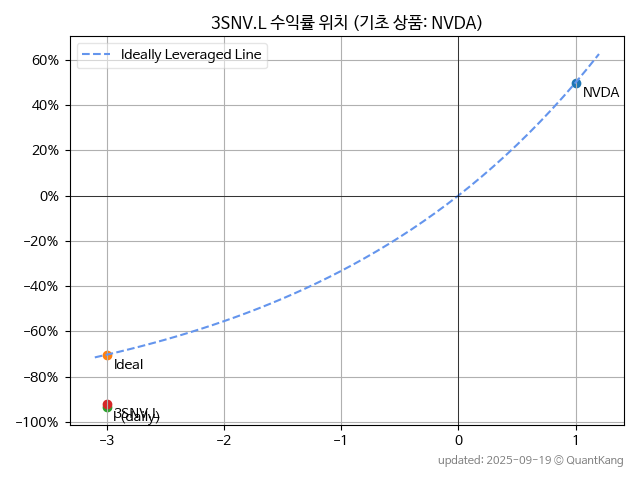 3SNV.L 수익률 위치 (기초 상품: NVDA)
Ideally Leveraged Line
60%
40%
20%
0%
−20%
−40%
−60%
−80%
−100%
NVDA
Ideal
3SNV.L
(daily)
−3
−2
−1
0
1
updated: 2025-09-19 © QuantKang